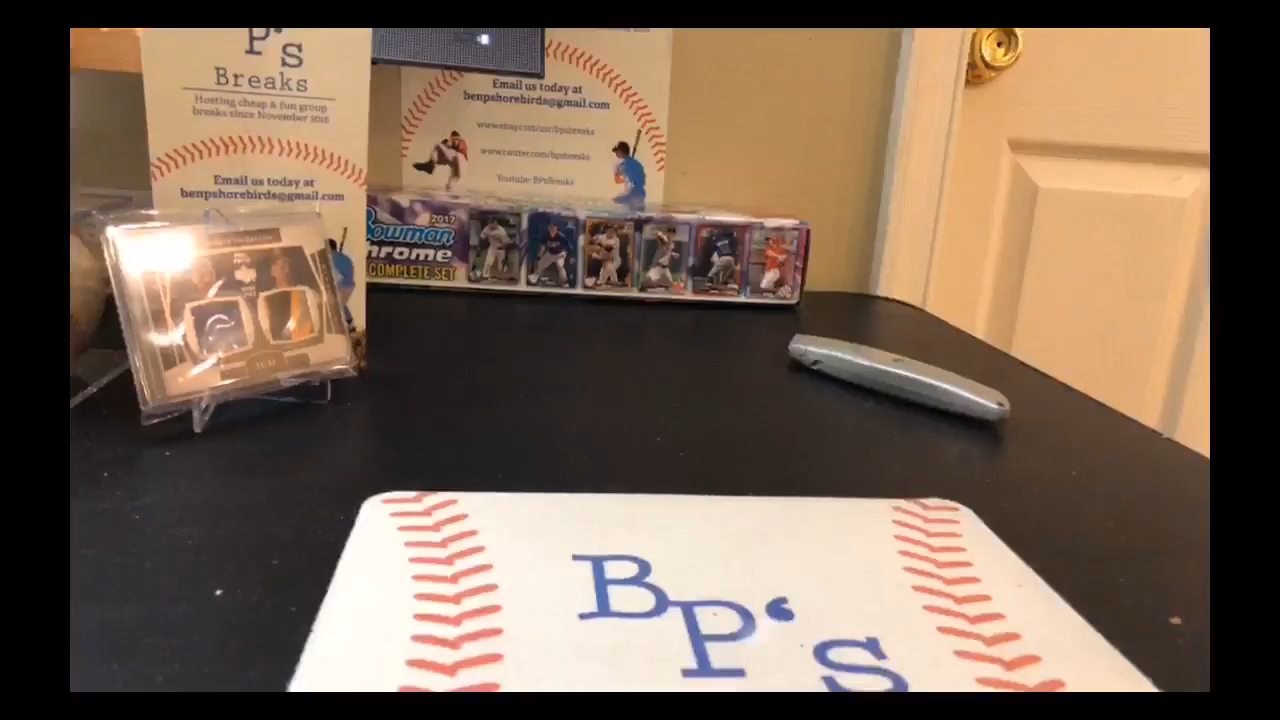 P's
Breaks
Hosting cheap & fun group
breaks since November 2016
Email us today at
benpshorebirds@gmail.com
Email us today at
benpshorebirds@gmail.com
www.ebay.com/usr/bpsbreaks
www.twitter.com/bpsbreaks
Youtube: BPsBreaks
2017
Bowman
hrome
COMPLETE SET
BP's